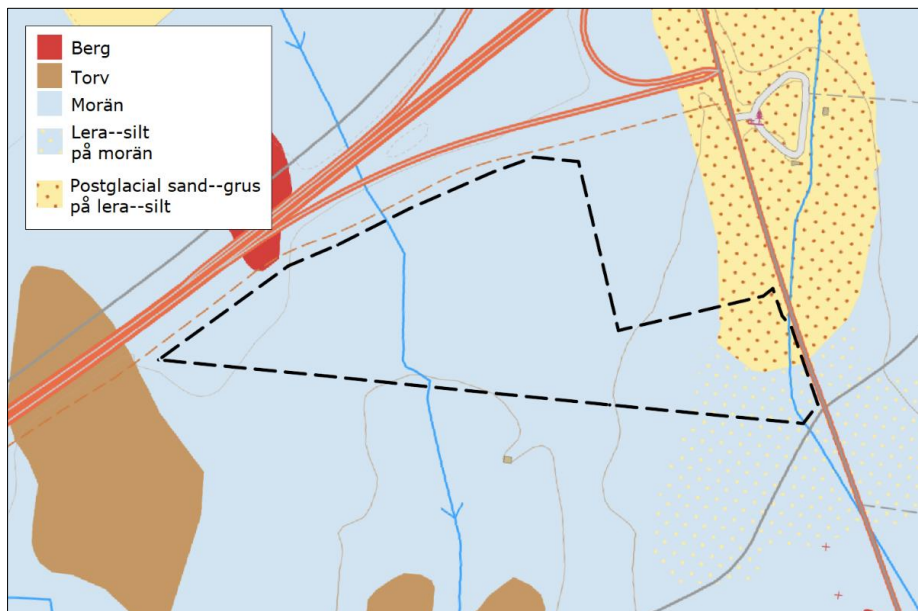 Berg
Torv
Morän
Lera--silt
på morän
Postglacial sand--grus
på lera--silt